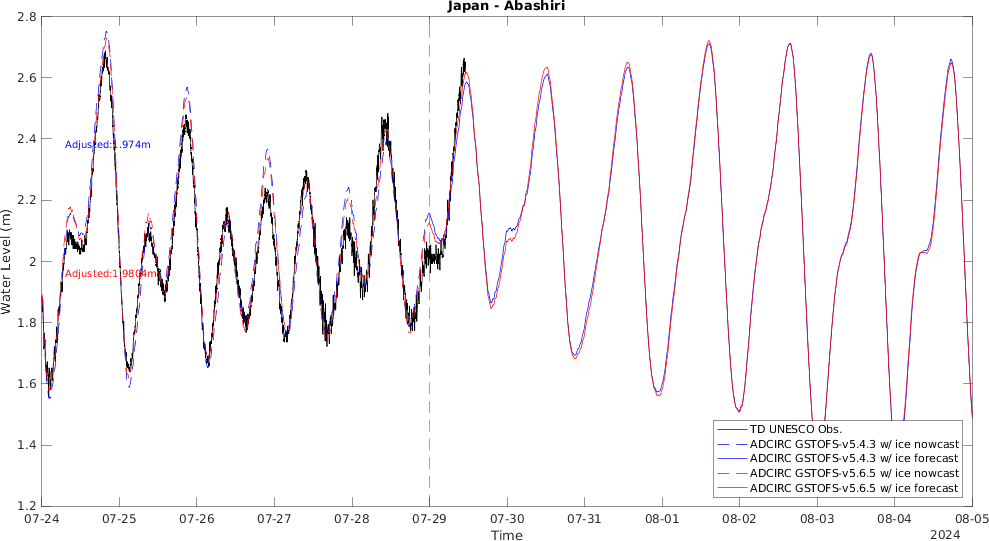 Japan - Abashiri
2.8
2.6
2.4
2.2
2
1.8
1.6
1.4
1.2
Water Level (m)
Adjusted:1.974m
Adjusted:1.9804m
TD UNESCO Obs.
ADCIRC GSTOFS-v5.4.3 w/ ice nowcast
ADCIRC GSTOFS-v5.4.3 w/ ice forecast
ADCIRC GSTOFS-v5.6.5 w/ ice nowcast
ADCIRC GSTOFS-v5.6.5 w/ ice forecast
07-24 07-25 07-26 07-27 07-28 07-29 07-30 07-31 08-01 08-02 08-03 08-04 08-05
Time
2024